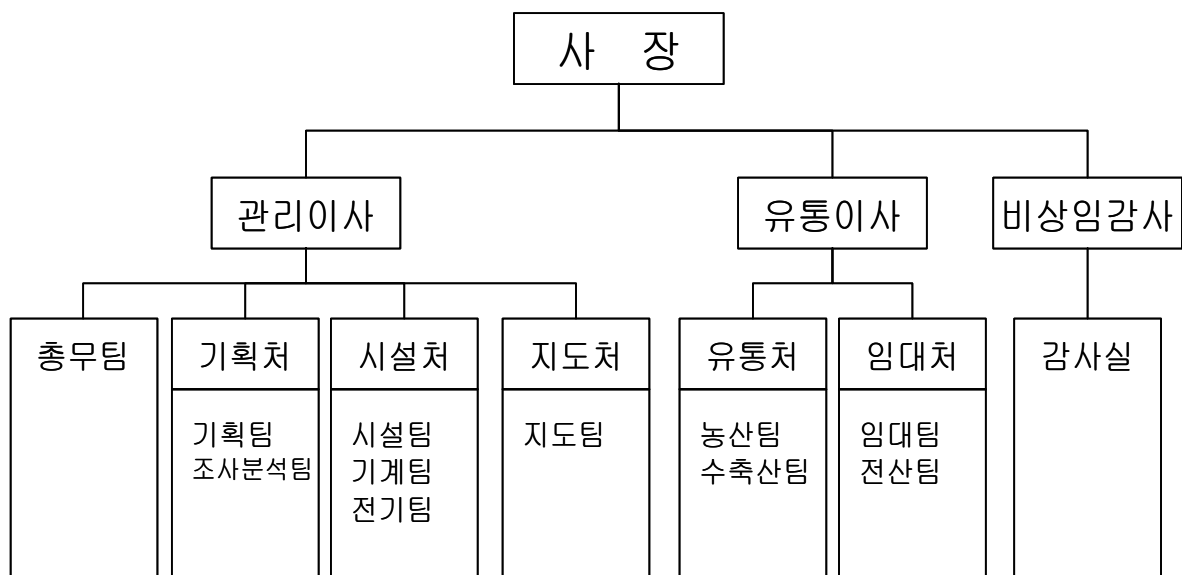 사 장
관리이사
유통이사
비상임감사
총무팀
기획처
시설처
지도처
유통처
임대처
감사실
기획팀
조사분석팀
시설팀
기계팀
전기팀
지도팀
농산팀
수축산팀
임대팀
전산팀